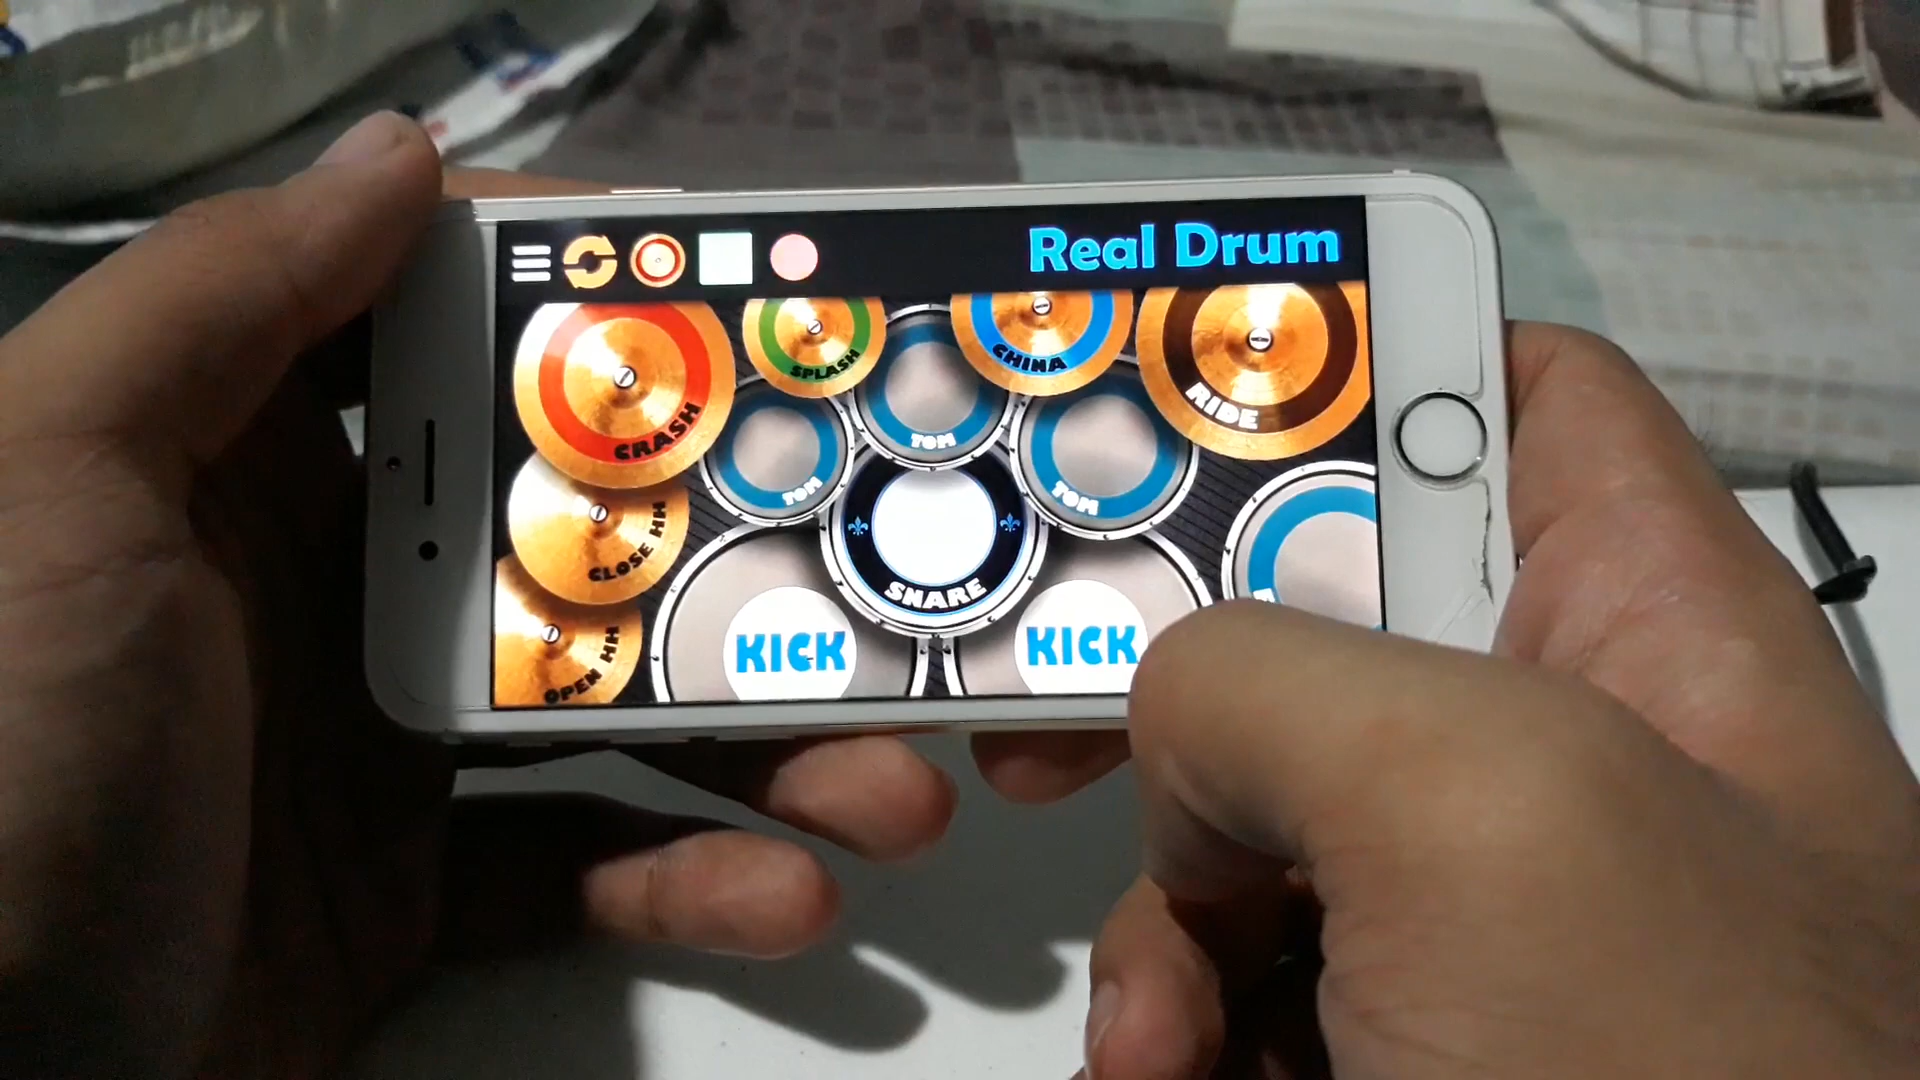 Real Drum
CRASH
SPLASH
CHINA
RIDE
TOM
TOM
TOM
CLOSE HH
SNARE
OPEN HH
KICK
KICK